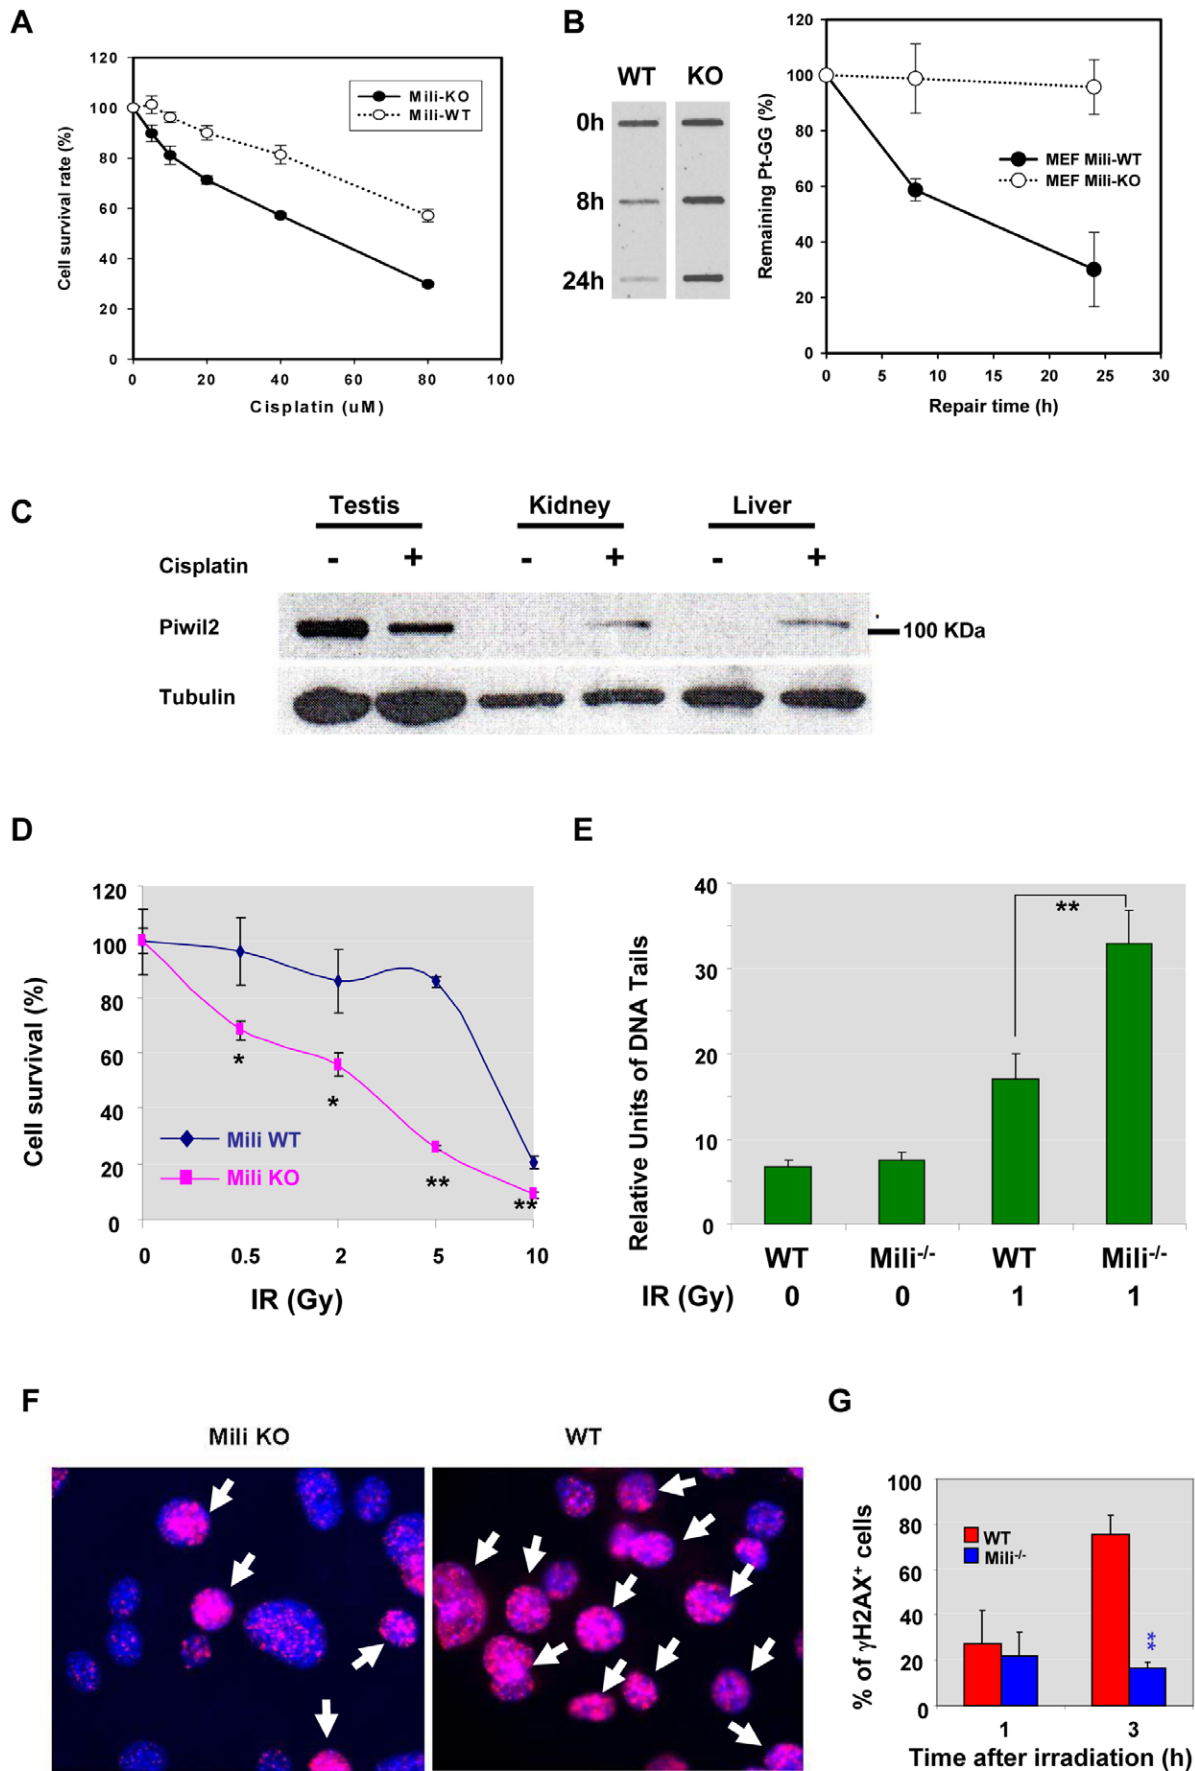 A
120
100
80
60
40
20
0
Cell survival rate (%)
Mili-KO
Mili-WT
0 20 40 60 80 100
Cisplatin (uM)
B
WT KO
0h
8h
24h
120
100
80
60
40
20
0
Remaining Pt-GG (%)
MEF Mili-WT
MEF Mili-KO
0 5 10 15 20 25 30
Repair time (h)
C
Testis Kidney Liver
Cisplatin - + - + - +
Piwil2
100 KDa
Tubulin
D
120
100
80
60
40
20
0
Cell survival (%)
*
*
**
**
Mili WT
Mili KO
0 0.5 2 5 10
IR (Gy)
E
40
30
20
10
0
Relative Units of DNA Tails
**
WT Mili-/- WT Mili-/-
IR (Gy) 0 0 1 1
F
Mili KO WT
G
100
80
60
40
20
0
% of γH2AX+ cells
WT
Mili-/-
**
1 3
Time after irradiation (h)